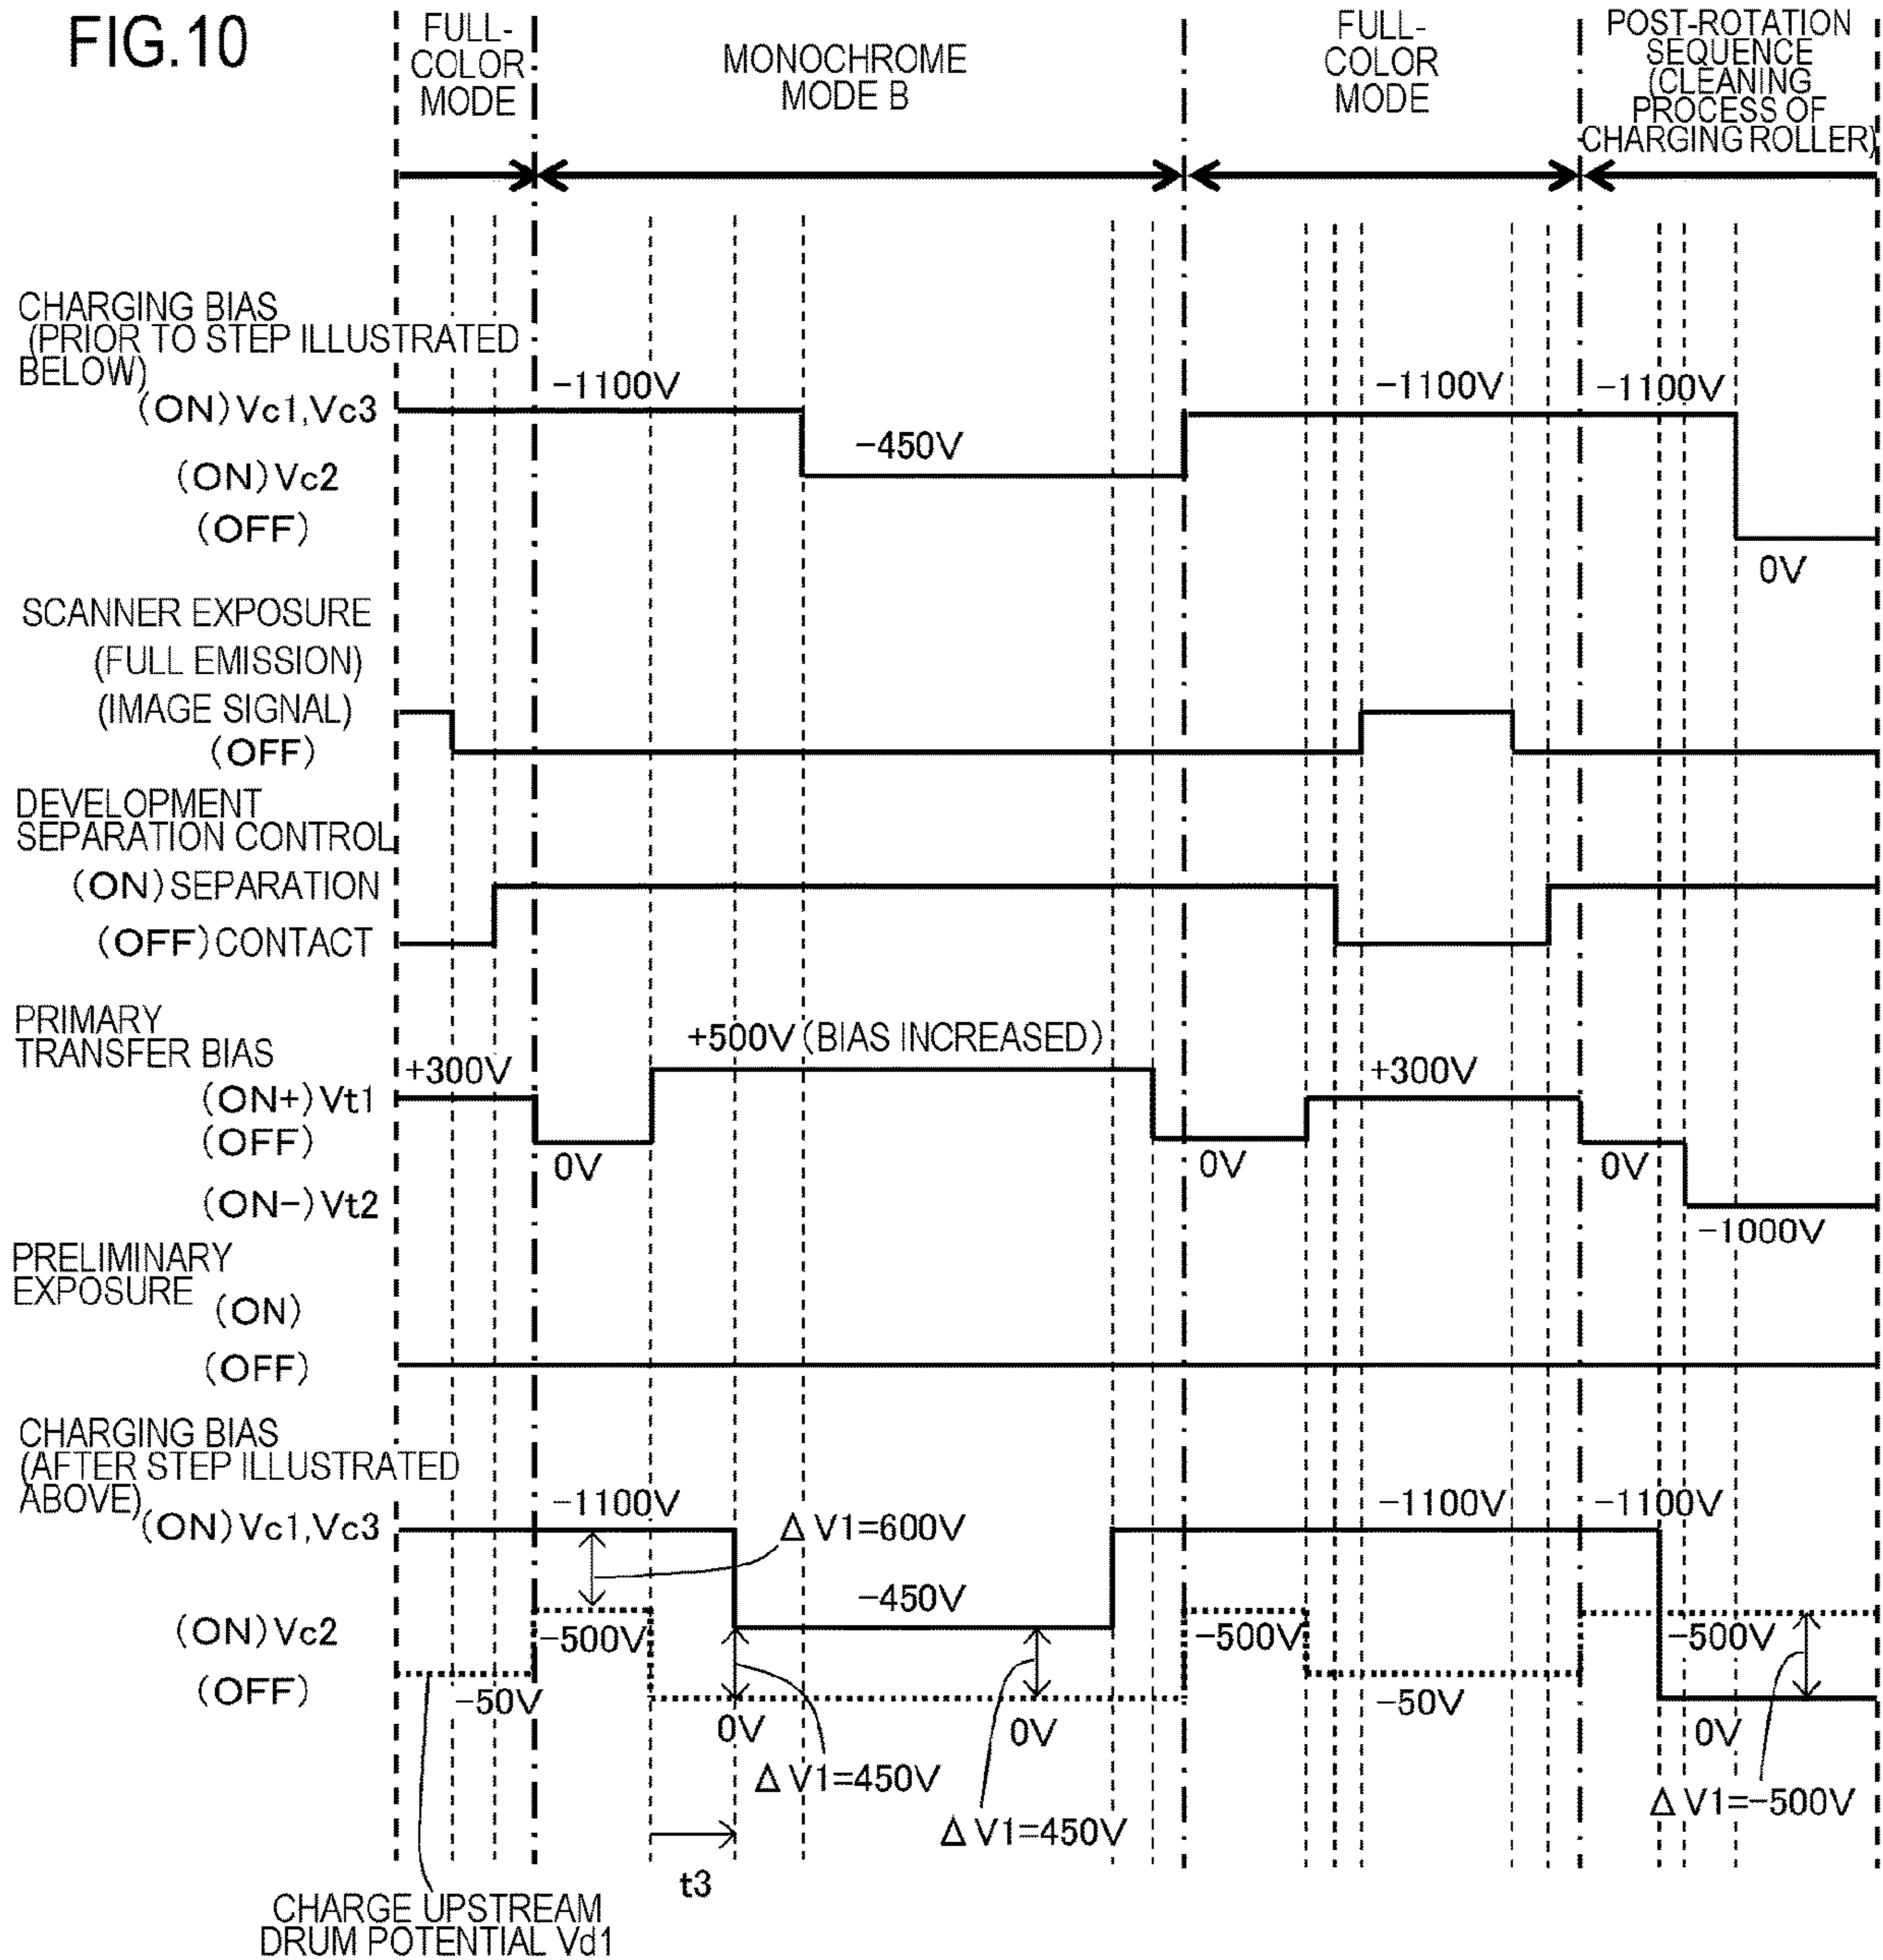 FIG.10
FULL-
COLOR
MODE
MONOCHROME
MODE B
FULL-
COLOR
MODE
POST-ROTATION
SEQUENCE
(CLEANING
PROCESS OF
CHARGING ROLLER)
CHARGING BIAS
(PRIOR TO STEP ILLUSTRATED
BELOW)
(ON)Vc1,Vc3
-1100V
-1100V
-1100V
-450V
(ON)Vc2
(OFF)
0V
SCANNER EXPOSURE
(FULL EMISSION)
(IMAGE SIGNAL)
(OFF)
DEVELOPMENT
SEPARATION CONTROL
(ON)SEPARATION
(OFF)CONTACT
PRIMARY
TRANSFER BIAS
+300V
+500V(BIAS INCREASED)
+300V
(ON+)Vt1
(OFF)
0V
0V
0V
(ON-)Vt2
-1000V
PRELIMINARY
EXPOSURE
(ON)
(OFF)
CHARGING BIAS
(AFTER STEP ILLUSTRATED
ABOVE)
(ON)Vc1,Vc3
-1100V
ΔV1=600V
-1100V
-1100V
-450V
(ON)Vc2
-500V
-500V
-500V
(OFF)
-50V
0V
0V
-50V
0V
ΔV1=450V
ΔV1=450V
ΔV1=-500V
t3
CHARGE UPSTREAM
DRUM POTENTIAL Vd1